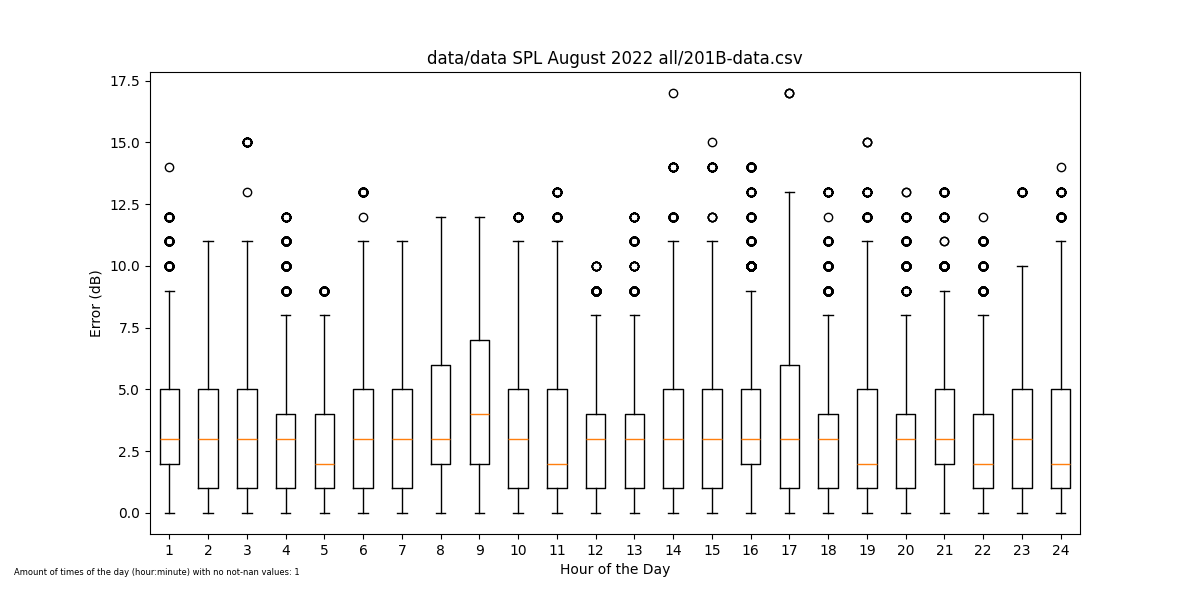 data/data SPL August 2022 all/201B-data.csv
17.5
15.0
12.5
10.0
7.5
5.0
2.5
0.0
Error (dB)
1 2 3 4 5 6 7 8 9 10 11 12 13 14 15 16 17 18 19 20 21 22 23 24
Hour of the Day
Amount of times of the day (hour:minute) with no not-nan values: 1